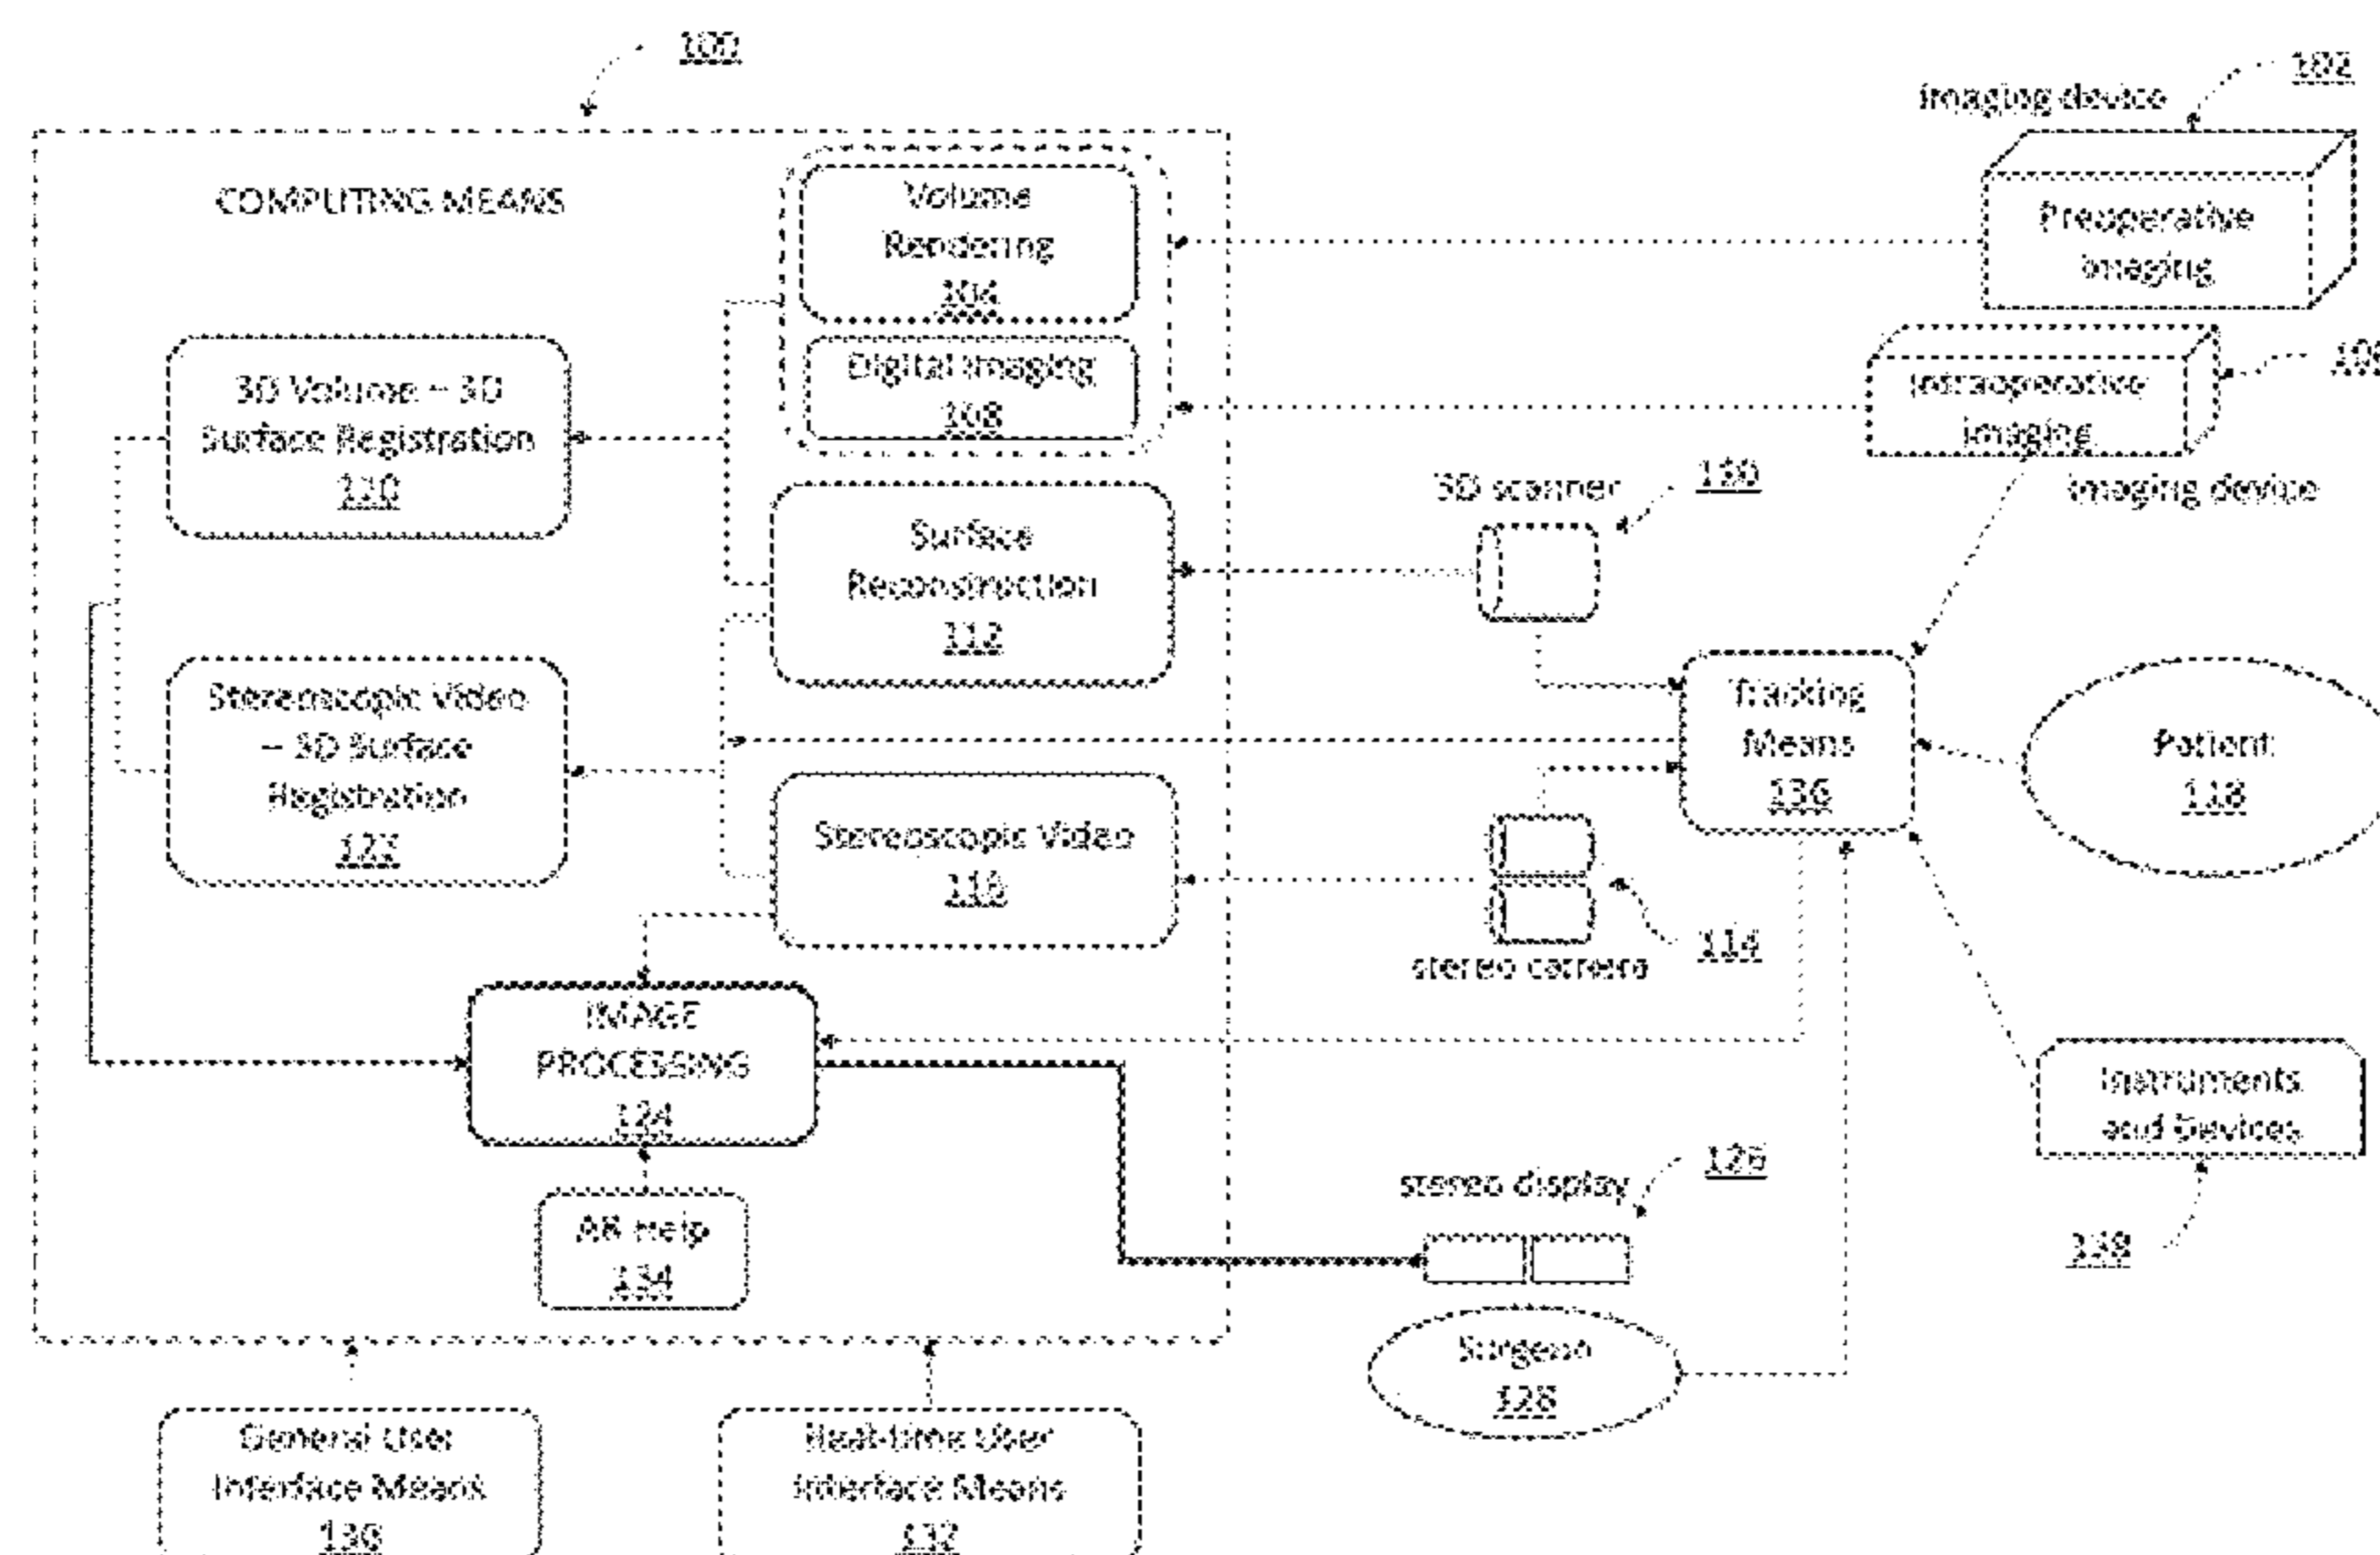 100
102
imaging device
COMPUTING MEANS
Volume
Rendering
104
Preoperative
imaging
Digital Imaging
108
Intraoperative
imaging
imaging device
3D Volume – 3D
Surface Registration
110
3D scanner
Surface
Reconstruction
112
Stereoscopic Video
– 3D Surface
Registration
122
Tracking
Means
136
Patient
118
Stereoscopic Video
116
114
stereo camera
IMAGE
PROCESSING
124
Instruments
and Devices
138
AR Help
134
stereo display
126
Surgeon
128
General User
Interface Means
Real-time User
Interface Means
132